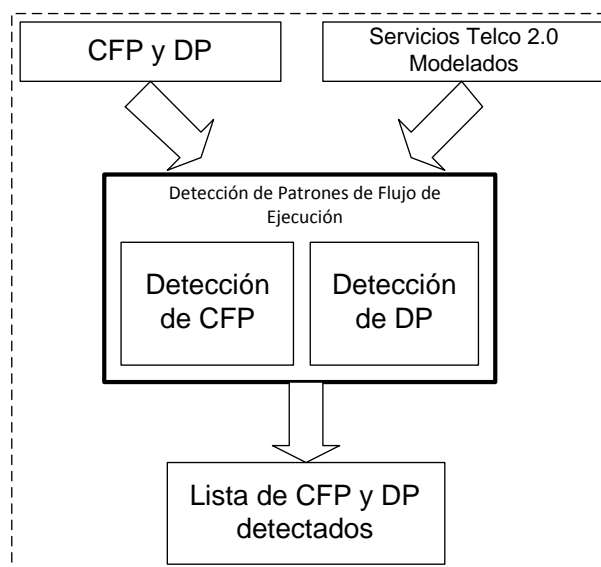 CFP y DP
Servicios Telco 2.0
Modelados
Detección de Patrones de Flujo de
Ejecución
Detección
de CFP
Detección
de DP
Lista de CFP y DP
detectados